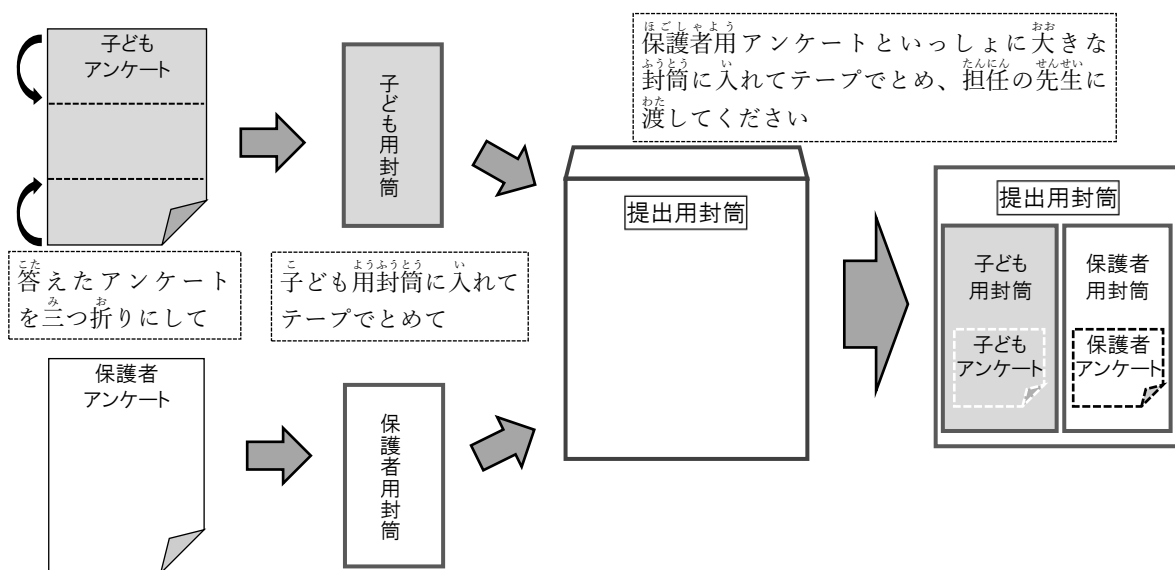 子ども
アンケート
子ども用封筒
保護者用アンケートといっしょに大きな
封筒に入れてテープでとめ、担任の先生に
渡してください
答えたアンケート
を三つ折りにして
子ども用封筒に入れて
テープでとめて
提出用封筒
提出用封筒
子ども
用封筒
保護者
用封筒
子ども
アンケート
保護者
アンケート
保護者
アンケート
保護者用封筒